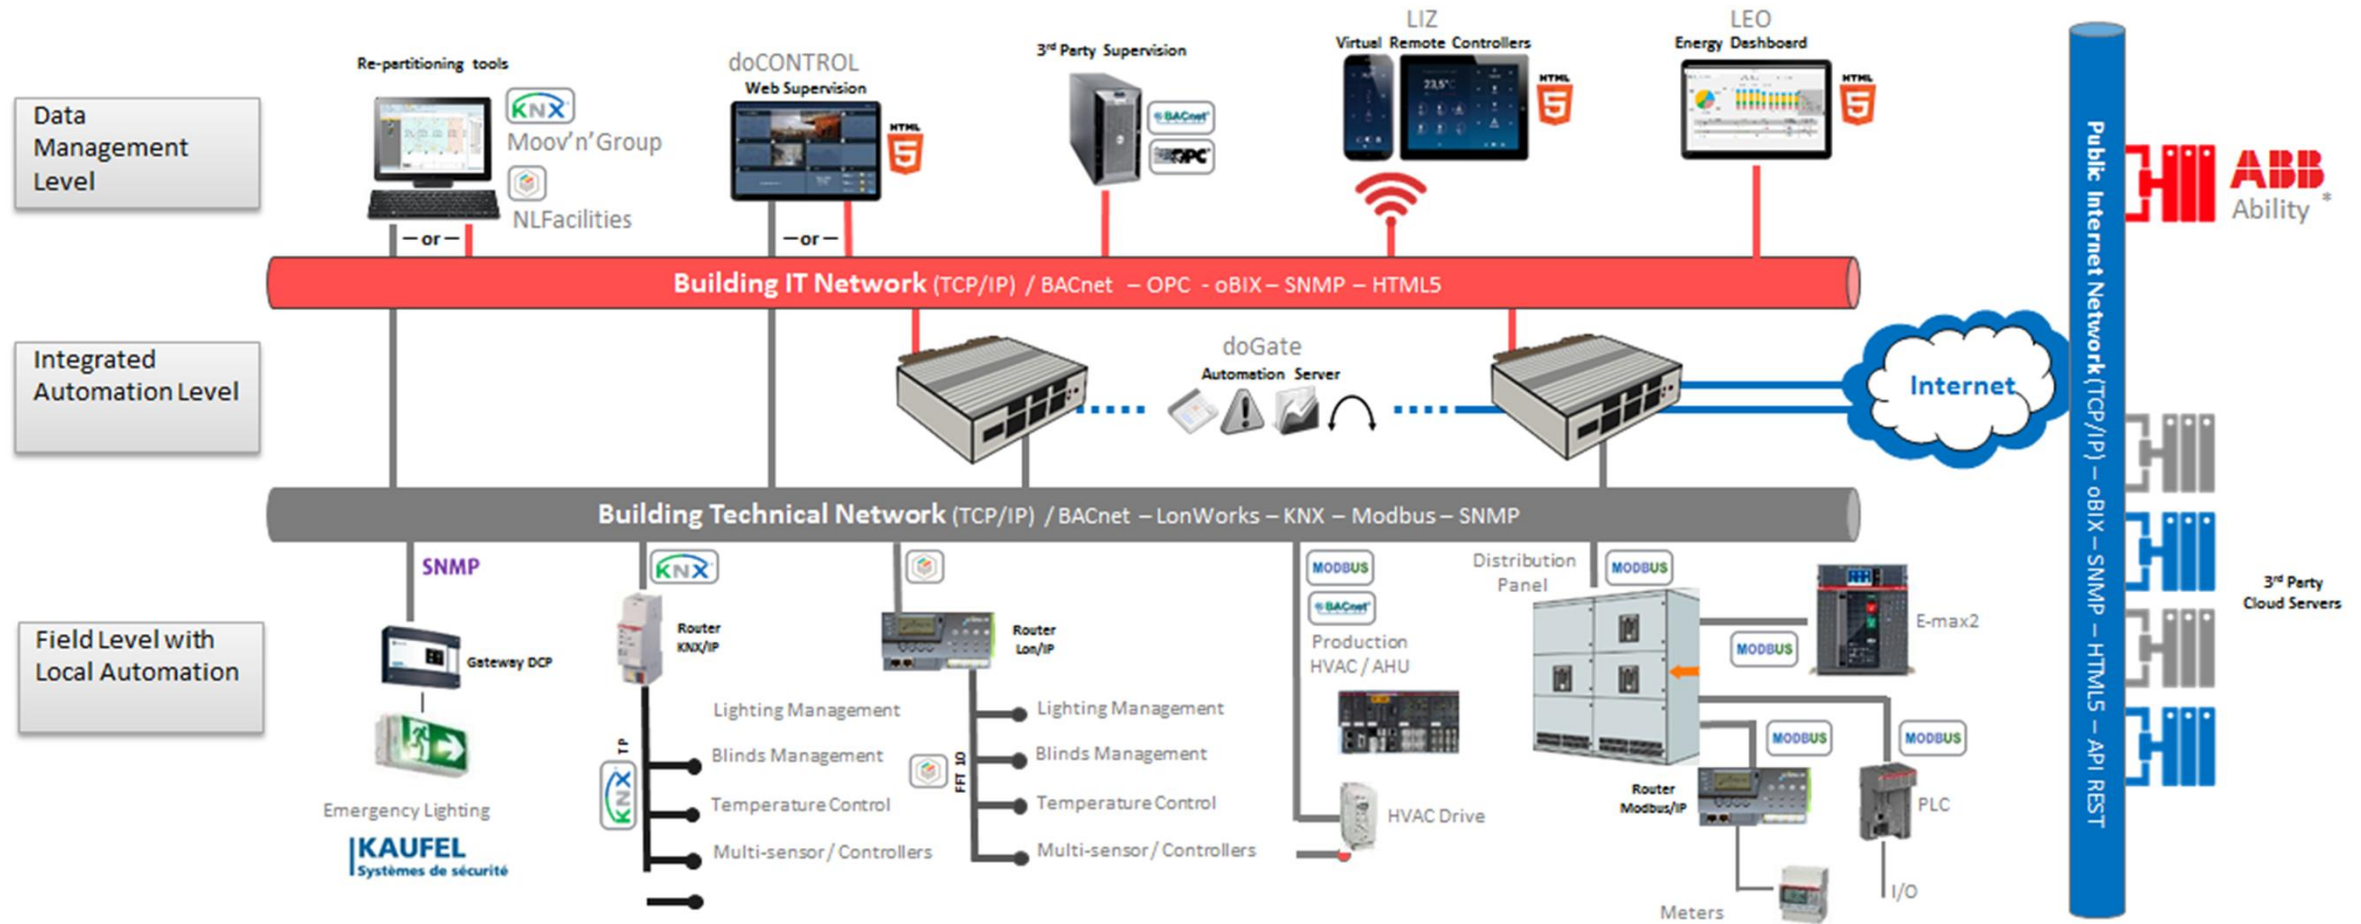 Data
Management
Level
Re-partitioning tools
KNX
Moov'n'Group
NLFacilities
— or —
doCONTROL
Web Supervision
HTML
5
— or —
3rd Party Supervision
BACnet
OPC
LIZ
Virtual Remote Controllers
23,5°
HTML
5
LEO
Energy Dashboard
HTML
5
Building IT Network (TCP/IP) / BACnet – OPC - oBIX – SNMP – HTML5
Integrated
Automation Level
doGate
Automation Server
Internet
Building Technical Network (TCP/IP) / BACnet – LonWorks – KNX – Modbus – SNMP
Field Level with
Local Automation
SNMP
Gateway DCP
Emergency Lighting
KAUFEL
Systèmes de sécurité
KNX
Router
KNX/IP
KNX
TP
Lighting Management
Blinds Management
Temperature Control
Multi-sensor / Controllers
Router
Lon/IP
FFT 10
Lighting Management
Blinds Management
Temperature Control
Multi-sensor / Controllers
MODBUS
BACnet
Production
HVAC / AHU
HVAC Drive
Distribution
Panel
MODBUS
MODBUS
E-max2
MODBUS
MODBUS
Router
Modbus/IP
PLC
Meters
I/O
Public Internet Network (TCP/IP) – oBIX – SNMP – HTML5 – API REST
ABB
Ability *
3rd Party
Cloud Servers